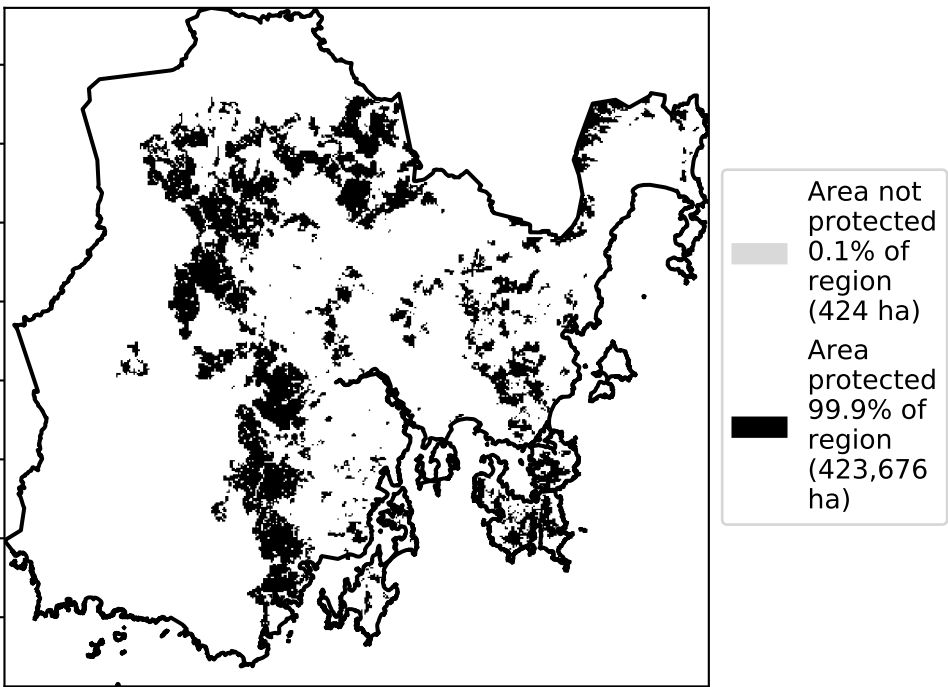 Area not
protected
0.1% of
region
(424 ha)
Area
protected
99.9% of
region
(423,676
ha)